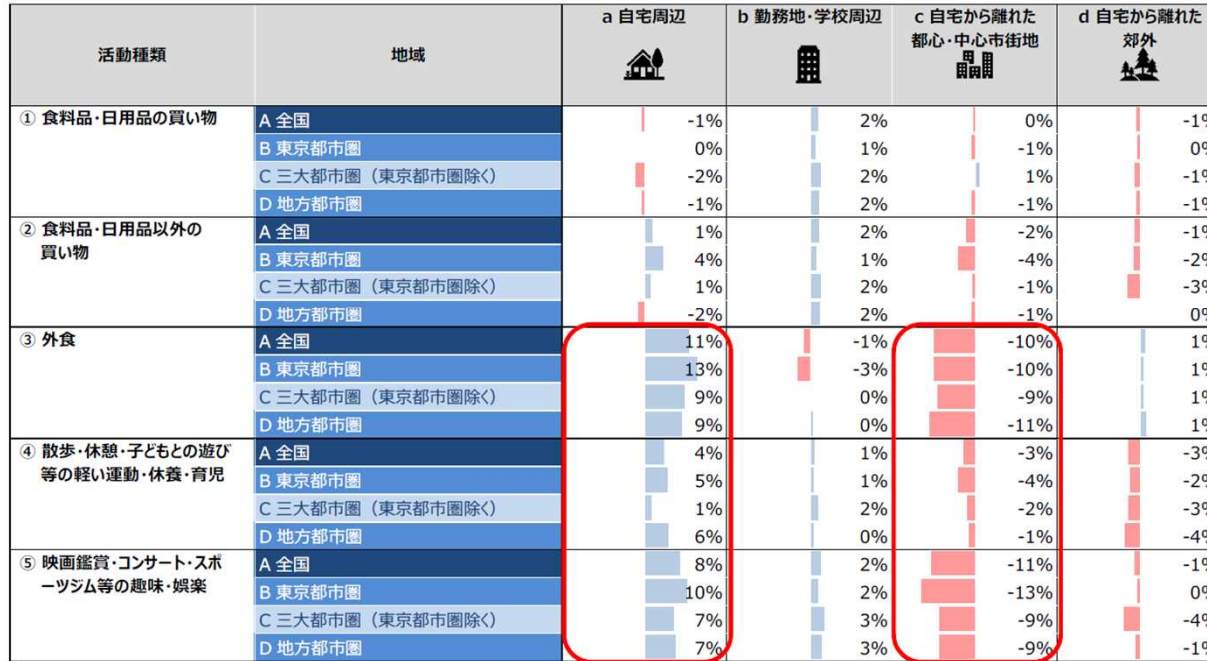 活動種類 地域 a 自宅周辺 b 勤務地・学校周辺 c 自宅から離れた都心・中心市街地 d 自宅から離れた郊外
① 食料品・日用品の買い物 A 全国 -1% 2% 0% -1%
B 東京都市圏 0% 1% -1% 0%
C 三大都市圏（東京都市圏除く） -2% 2% 1% -1%
D 地方都市圏 -1% 2% -1% -1%
② 食料品・日用品以外の買い物 A 全国 1% 2% -2% -1%
B 東京都市圏 4% 1% -4% -2%
C 三大都市圏（東京都市圏除く） 1% 2% -1% -3%
D 地方都市圏 -2% 2% -1% 0%
③ 外食 A 全国 11% -1% -10% 1%
B 東京都市圏 13% -3% -10% 1%
C 三大都市圏（東京都市圏除く） 9% 0% -9% 1%
D 地方都市圏 9% 0% -11% 1%
④ 散歩・休憩・子どもとの遊び等の軽い運動・休養・育児 A 全国 4% 1% -3% -3%
B 東京都市圏 5% 1% -4% -2%
C 三大都市圏（東京都市圏除く） 1% 2% -2% -3%
D 地方都市圏 6% 0% -1% -4%
⑤ 映画鑑賞・コンサート・スポーツジム等の趣味・娯楽 A 全国 8% 2% -11% -1%
B 東京都市圏 10% 2% -13% 0%
C 三大都市圏（東京都市圏除く） 7% 3% -9% -4%
D 地方都市圏 7% 3% -9% -1%